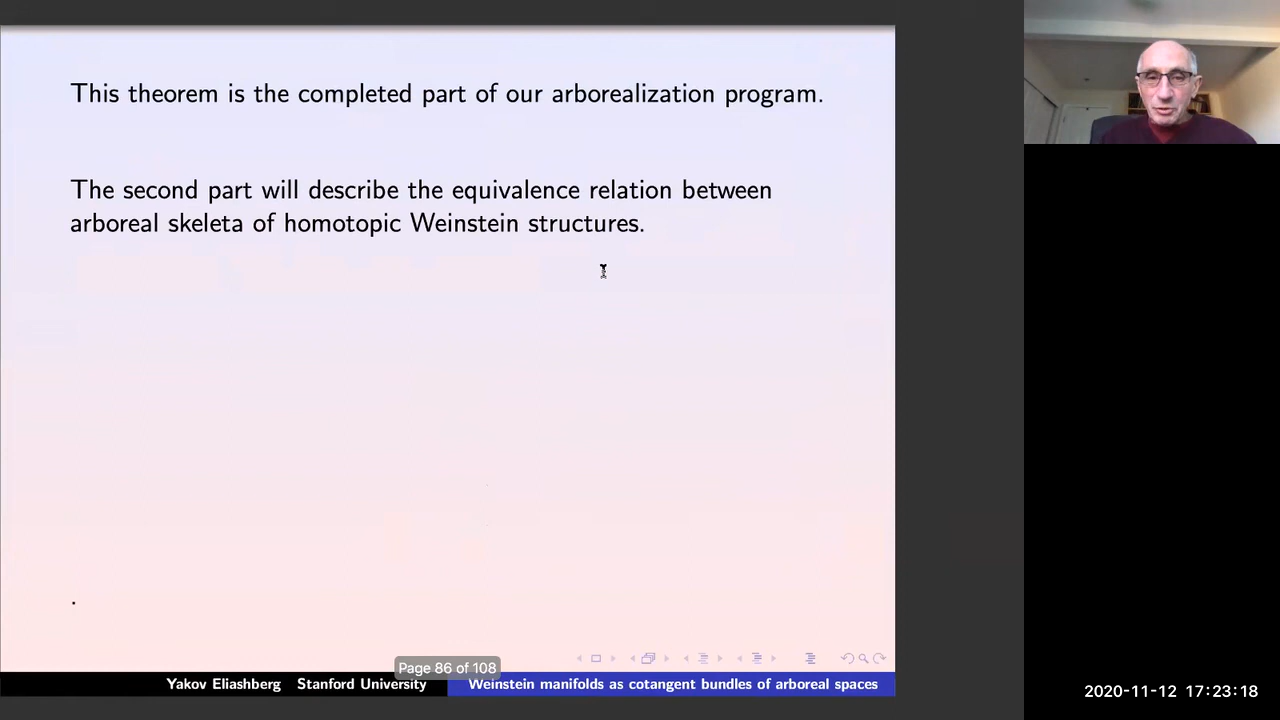 This theorem is the completed part of our arborealization program.
The second part will describe the equivalence relation between
arboreal skeleta of homotopic Weinstein structures.
.
Page 86 of 108
Yakov Eliashberg Stanford University
Weinstein manifolds as cotangent bundles of arboreal spaces
2020-11-12 17:23:18